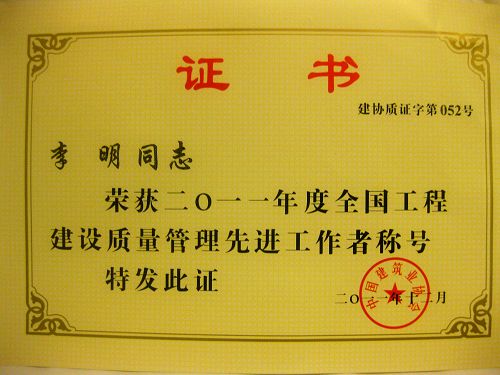 证 书
建协质证字第052号
李 明 同志
荣获二〇一一年度全国工程
建设质量管理先进工作者称号
特发此证
中国建筑业协会
二〇一一年十二月